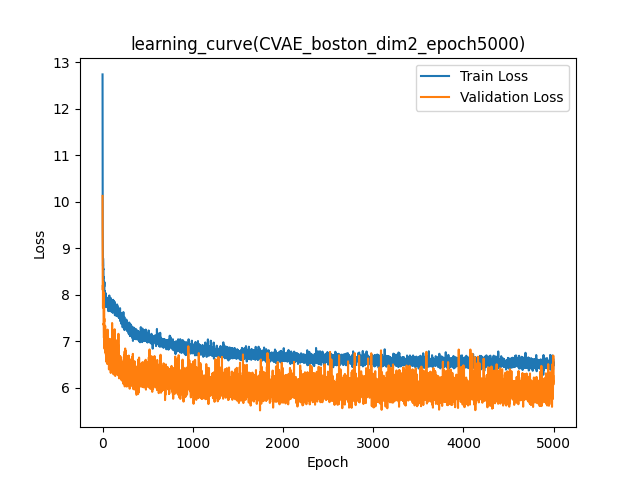 learning_curve(CVAE_boston_dim2_epoch5000)
Train Loss
Validation Loss
13
12
11
10
9
8
7
6
Loss
0 1000 2000 3000 4000 5000
Epoch